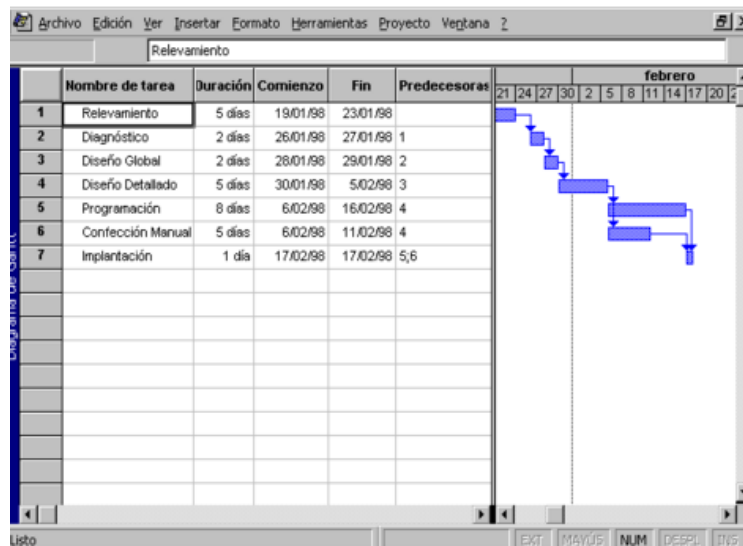 Archivo Edición Ver Insertar Formato Herramientas Proyecto Ventana ?
Relevamiento
Nombre de tarea Duración Comienzo Fin Predecesoras
febrero
21 24 27 30 2 5 8 11 14 17 20
1 Relevamiento 5 días 19/01/98 23/01/98
2 Diagnóstico 2 días 26/01/98 27/01/98 1
3 Diseño Global 2 días 28/01/98 29/01/98 2
4 Diseño Detallado 5 días 30/01/98 5/02/98 3
5 Programación 8 días 6/02/98 16/02/98 4
6 Confección Manual 5 días 6/02/98 11/02/98 4
7 Implantación 1 día 17/02/98 17/02/98 5;6
Diagrama de Gantt
Listo
EXT MAYÚS NUM DESPL INS